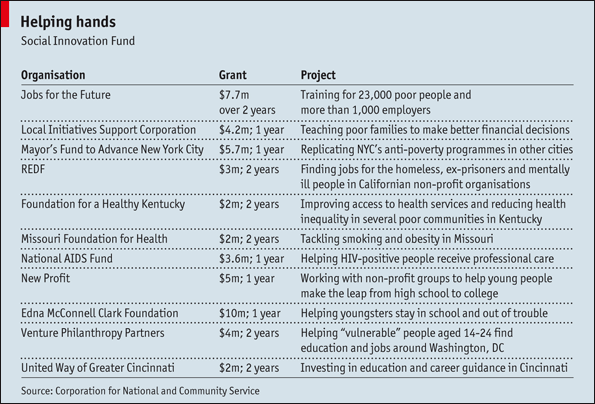 Helping hands
Social Innovation Fund
Organisation Grant Project
Jobs for the Future $7.7m Training for 23,000 poor people and
over 2 years more than 1,000 employers
Local Initiatives Support Corporation $4.2m; 1 year Teaching poor families to make better financial decisions
Mayor's Fund to Advance New York City $5.7m; 1 year Replicating NYC's anti-poverty programmes in other cities
REDF $3m; 2 years Finding jobs for the homeless, ex-prisoners and mentally
ill people in Californian non-profit organisations
Foundation for a Healthy Kentucky $2m; 2 years Improving access to health services and reducing health
inequality in several poor communities in Kentucky
Missouri Foundation for Health $2m; 2 years Tackling smoking and obesity in Missouri
National AIDS Fund $3.6m; 1 year Helping HIV-positive people receive professional care
New Profit $5m; 1 year Working with non-profit groups to help young people
make the leap from high school to college
Edna McConnell Clark Foundation $10m; 1 year Helping youngsters stay in school and out of trouble
Venture Philanthropy Partners $4m; 2 years Helping “vulnerable” people aged 14-24 find
education and jobs around Washington, DC
United Way of Greater Cincinnati $2m; 2 years Investing in education and career guidance in Cincinnati
Source: Corporation for National and Community Service